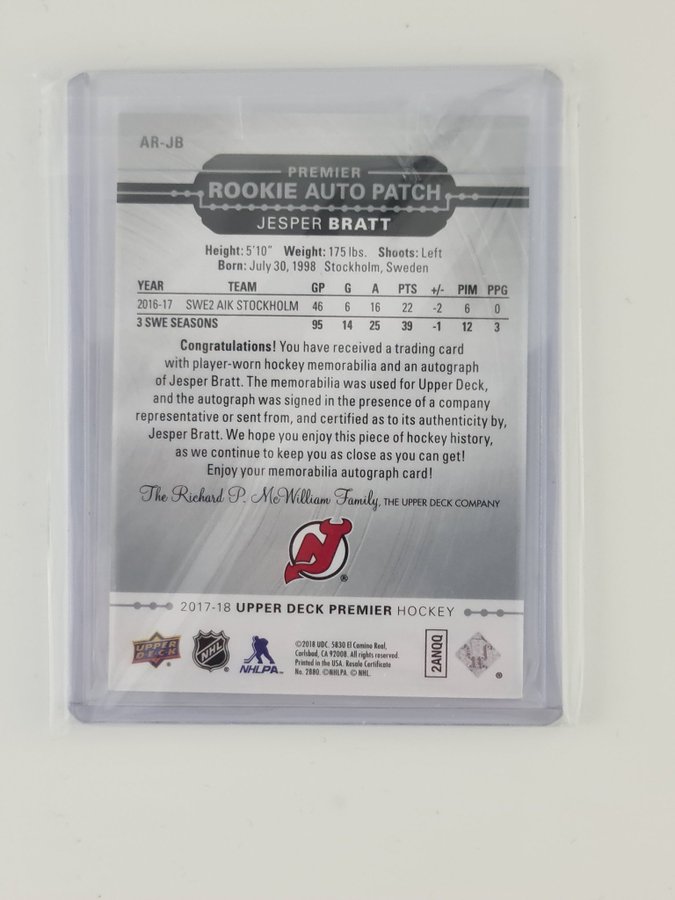 AR-JB
PREMIER
ROOKIE AUTO PATCH
JESPER BRATT
Height: 5'10" Weight: 175 lbs. Shoots: Left
Born: July 30, 1998 Stockholm, Sweden
YEAR TEAM GP G A PTS +/- PIM PPG
2016-17 SWE2 AIK STOCKHOLM 46 6 16 22 -2 6 0
3 SWE SEASONS 95 14 25 39 -1 12 3
Congratulations! You have received a trading card
with player-worn hockey memorabilia and an autograph
of Jesper Bratt. The memorabilia was used for Upper Deck,
and the autograph was signed in the presence of a company
representative or sent from, and certified as to its authenticity by,
Jesper Bratt. We hope you enjoy this piece of hockey history,
as we continue to keep you as close as you can get!
Enjoy your memorabilia autograph card!
The Richard P. McWilliam Family, THE UPPER DECK COMPANY
NJ ®
2017-18 UPPER DECK PREMIER HOCKEY
UPPER DECK ®
NHL
NHLPA
©2018 UDC. 5830 El Camino Real,
Carlsbad, CA 92008. All rights reserved.
Printed in the USA. Resale Certificate
No. 2800. ©NHLPA. © NHL.
2ANQQ
®